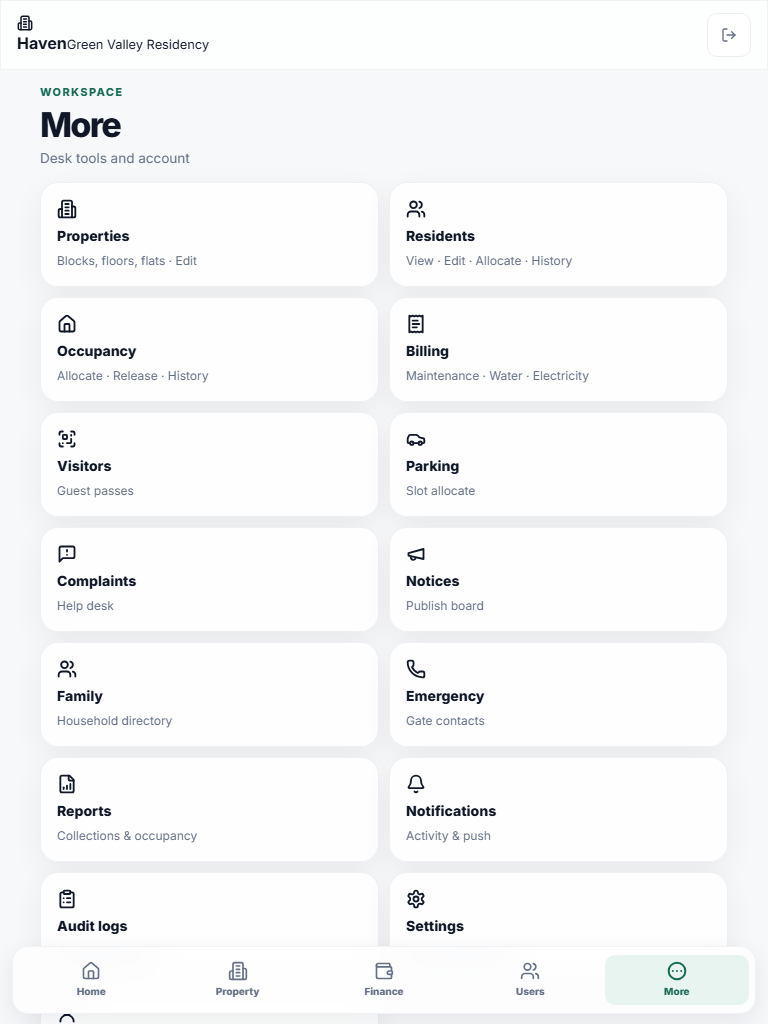 HavenGreen Valley Residency
WORKSPACE
More
Desk tools and account
Properties
Blocks, floors, flats · Edit
Residents
View · Edit · Allocate · History
Occupancy
Allocate · Release · History
Billing
Maintenance · Water · Electricity
Visitors
Guest passes
Parking
Slot allocate
Complaints
Help desk
Notices
Publish board
Family
Household directory
Emergency
Gate contacts
Reports
Collections & occupancy
Notifications
Activity & push
Audit logs
Settings
Home
Property
Finance
Users
More